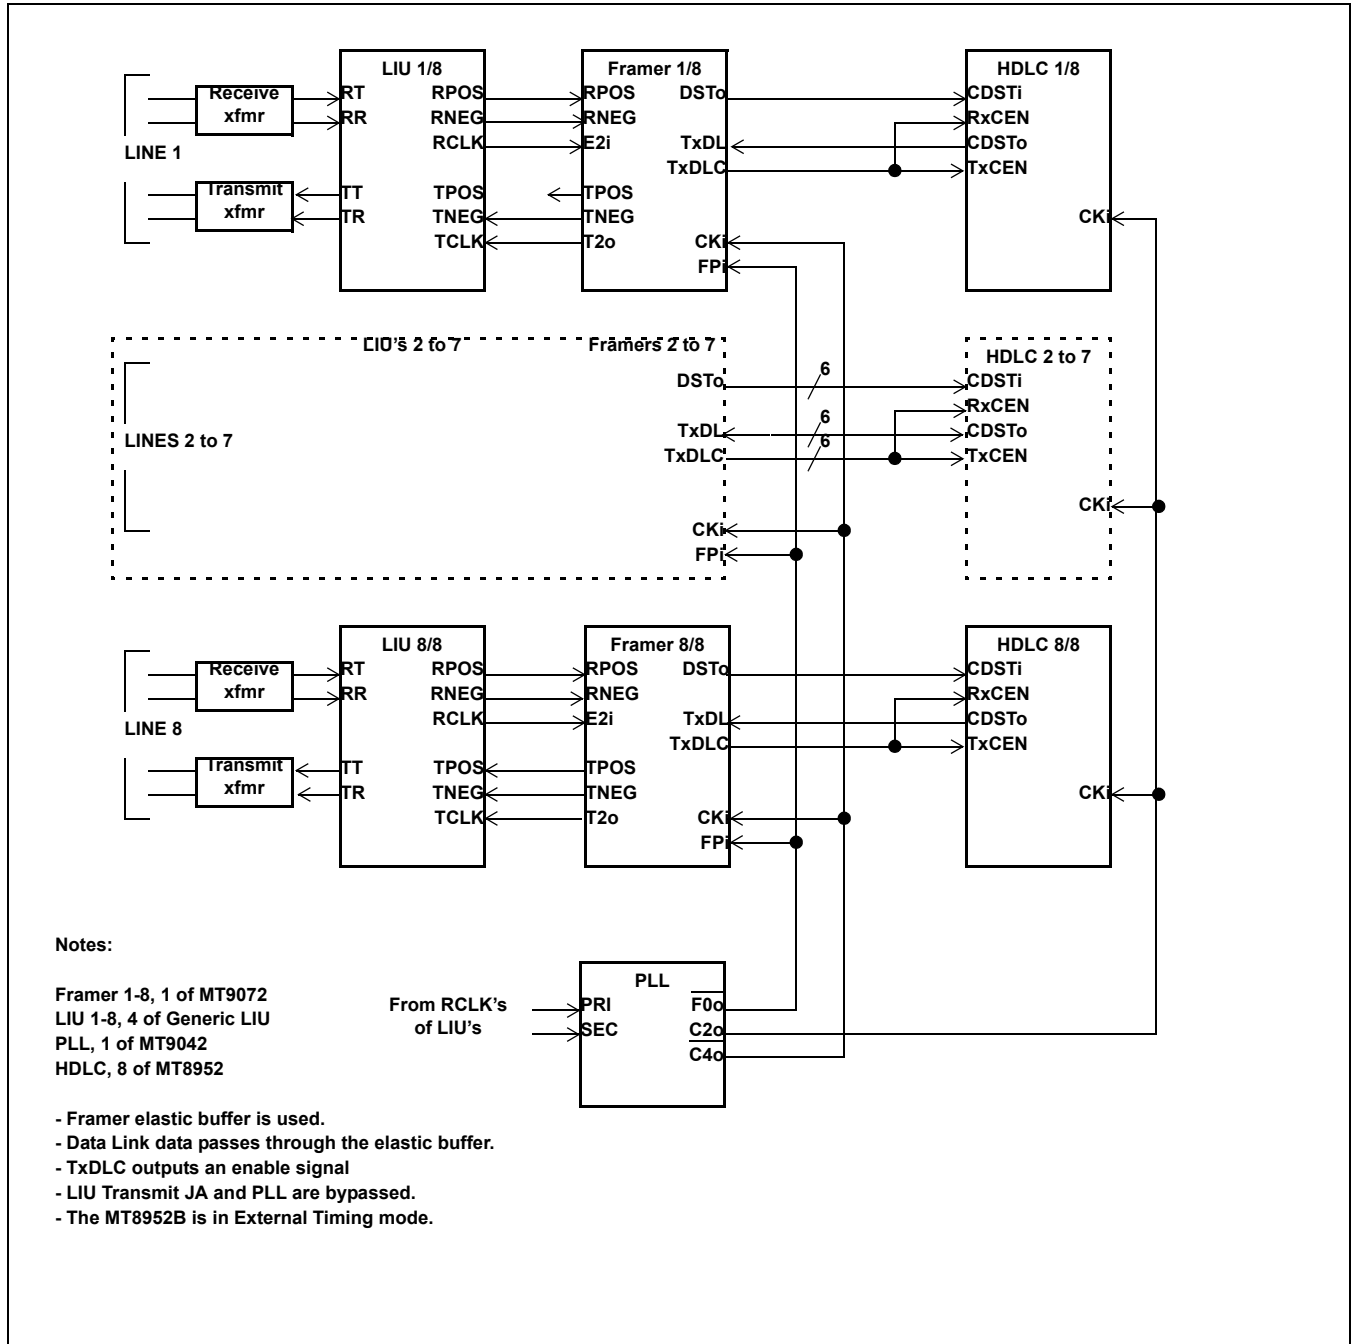 LIU 1/8
Framer 1/8
HDLC 1/8
Receive
xfmr
RT
RR
RPOS
RNEG
RCLK
RPOS
RNEG
E2i
DSTo
TxDL
TxDLC
CDSTi
RxCEN
CDSTo
TxCEN
LINE 1
Transmit
xfmr
TT
TR
TPOS
TNEG
TCLK
TPOS
TNEG
T2o
CKi
FPi
CKi
LIU's 2 to 7
Framers 2 to 7
HDLC 2 to 7
LINES 2 to 7
DSTo
TxDL
TxDLC
6
6
6
CDSTi
RxCEN
CDSTo
TxCEN
CKi
FPi
CKi
LIU 8/8
Framer 8/8
HDLC 8/8
Receive
xfmr
RT
RR
RPOS
RNEG
RCLK
RPOS
RNEG
E2i
DSTo
TxDL
TxDLC
CDSTi
RxCEN
CDSTo
TxCEN
LINE 8
Transmit
xfmr
TT
TR
TPOS
TNEG
TCLK
TPOS
TNEG
T2o
CKi
FPi
CKi
Notes:
Framer 1-8, 1 of MT9072
LIU 1-8, 4 of Generic LIU
PLL, 1 of MT9042
HDLC, 8 of MT8952
From RCLK's
of LIU's
PLL
PRI
SEC
F0o
C2o
C4o
- Framer elastic buffer is used.
- Data Link data passes through the elastic buffer.
- TxDLC outputs an enable signal
- LIU Transmit JA and PLL are bypassed.
- The MT8952B is in External Timing mode.